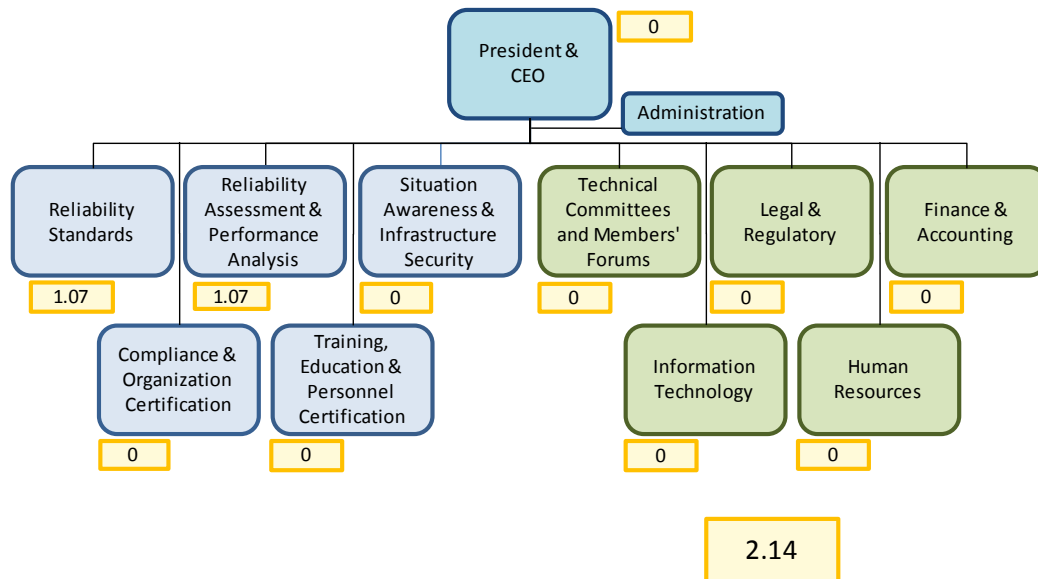 President &
CEO
0
Administration
Reliability
Standards
1.07
Reliability
Assessment &
Performance
Analysis
1.07
Situation
Awareness &
Infrastructure
Security
0
Technical
Committees
and Members'
Forums
0
Legal &
Regulatory
0
Finance &
Accounting
0
Compliance &
Organization
Certification
0
Training,
Education &
Personnel
Certification
0
Information
Technology
0
Human
Resources
0
2.14